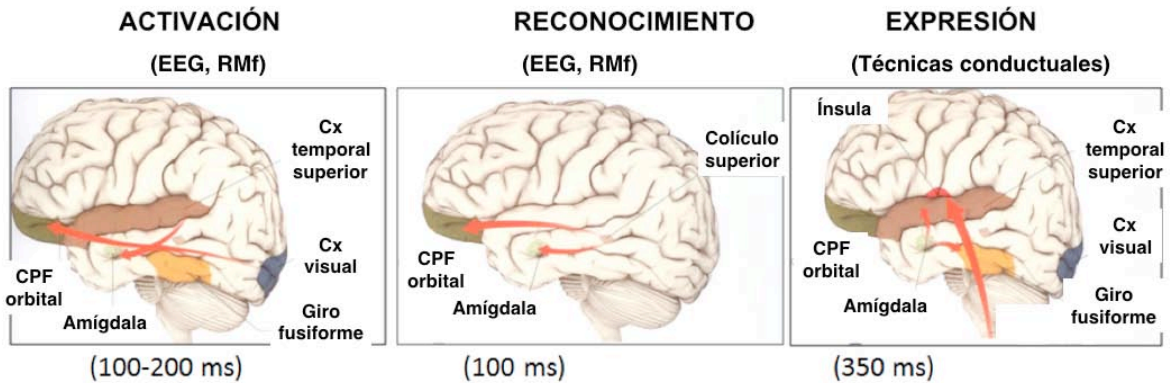 ACTIVACIÓN
(EEG, RMf)
Cx
temporal
superior
Cx
visual
CPF
orbital
Amígdala
Giro
fusiforme
(100-200 ms)
RECONOCIMIENTO
(EEG, RMf)
Colículo
superior
CPF
orbital
Amígdala
(100 ms)
EXPRESIÓN
(Técnicas conductuales)
Ínsula
Cx
temporal
superior
Cx
visual
CPF
orbital
Amígdala
Giro
fusiforme
(350 ms)